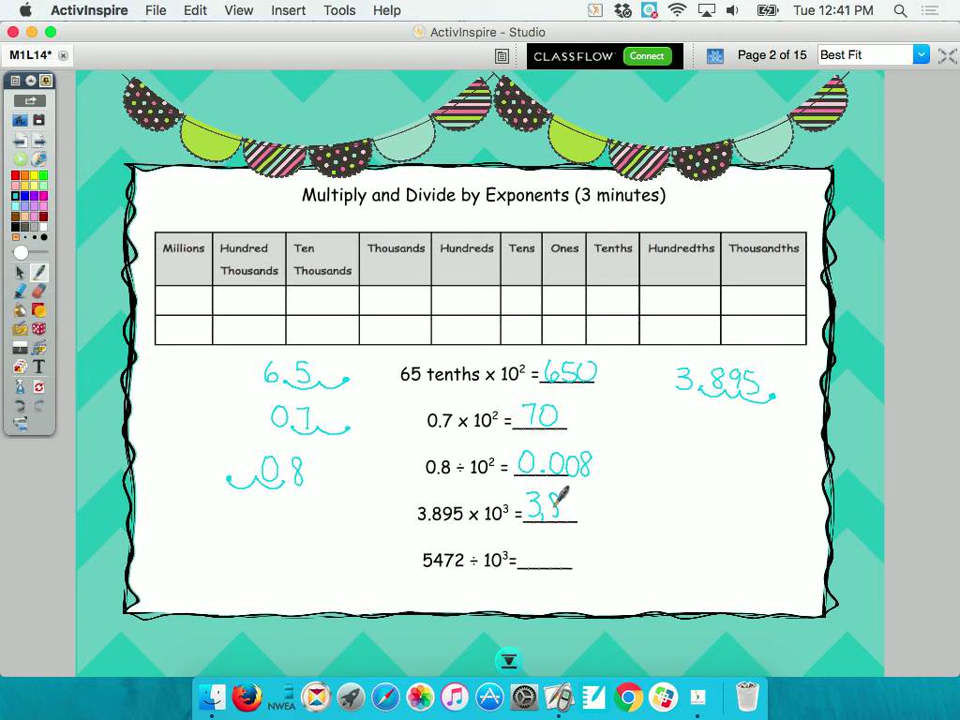 ActivInspire File Edit View Insert Tools Help Tue 12:41 PM
ActivInspire - Studio
M1L14* CLASSFLOW Connect Page 2 of 15 Best Fit
Multiply and Divide by Exponents (3 minutes)
Millions Hundred Thousands Ten Thousands Thousands Hundreds Tens Ones Tenths Hundredths Thousandths
6.5 65 tenths x 10² = 650 3.895
0.7 0.7 x 10² = 70
0.8 0.8 ÷ 10² = 0.008
3.895 x 10³ = 3,8
5472 ÷ 10³=_____
T
NWEA